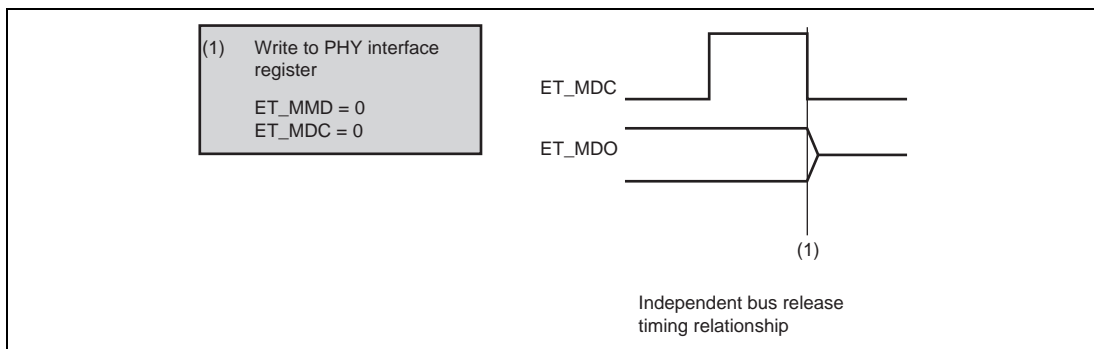 (1) Write to PHY interface
register
ET_MMD = 0
ET_MDC = 0
ET_MDC
ET_MDO
(1)
Independent bus release
timing relationship